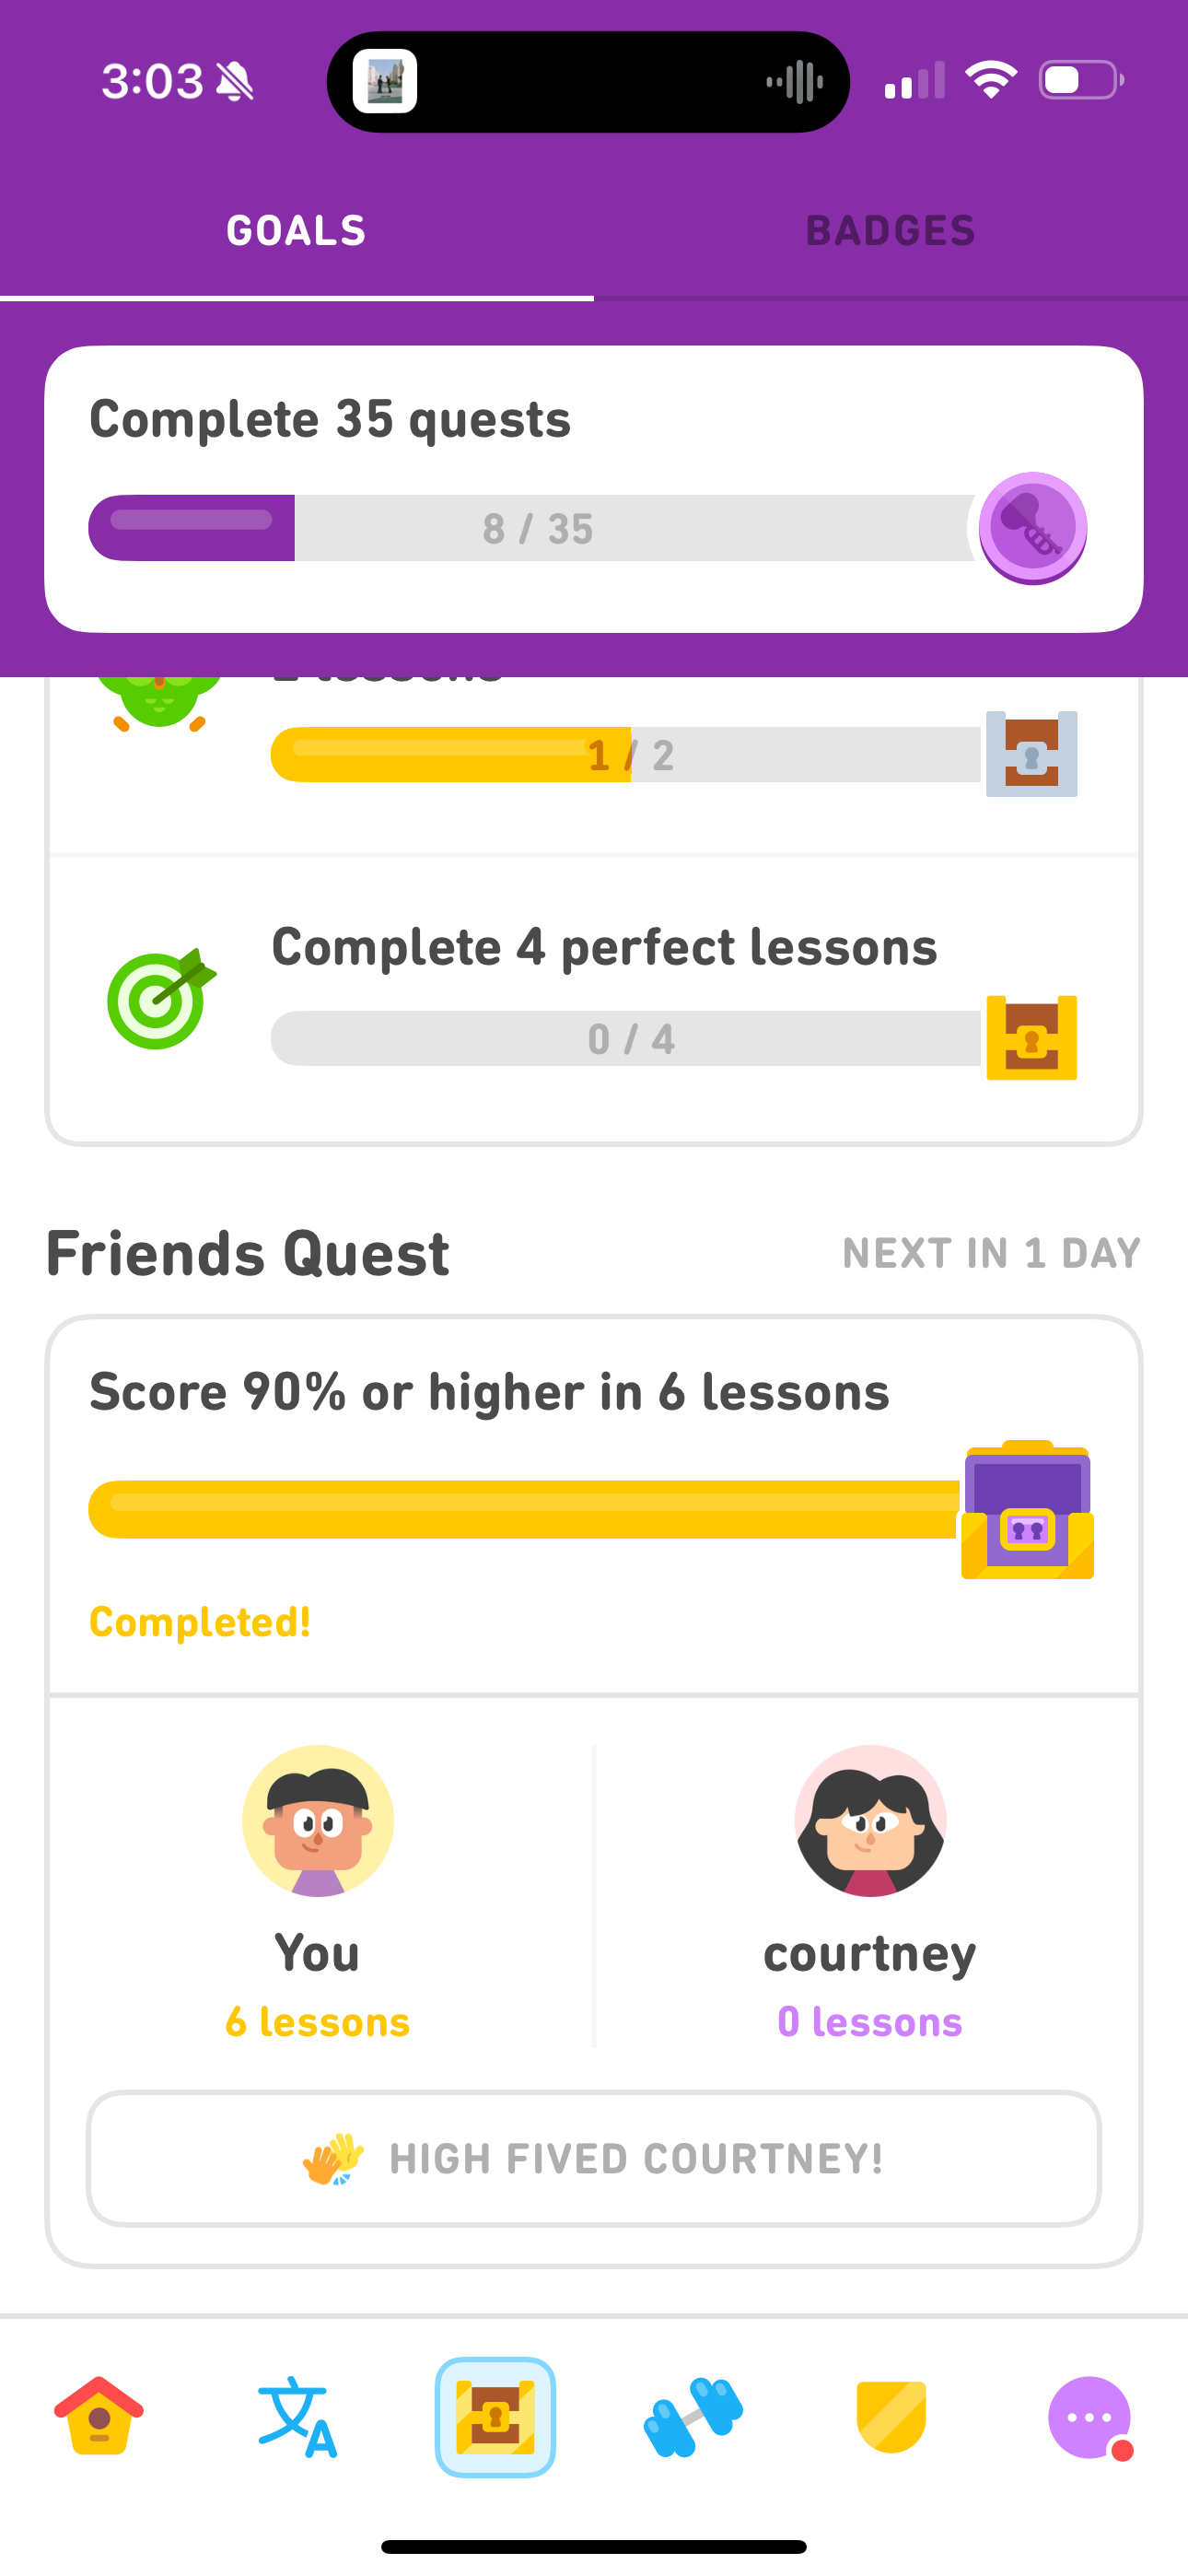 3:03
GOALS
BADGES
Complete 35 quests
8 / 35
1 / 2
Complete 4 perfect lessons
0 / 4
Friends Quest
NEXT IN 1 DAY
Score 90% or higher in 6 lessons
Completed!
You
courtney
6 lessons
0 lessons
HIGH FIVED COURTNEY!
文A